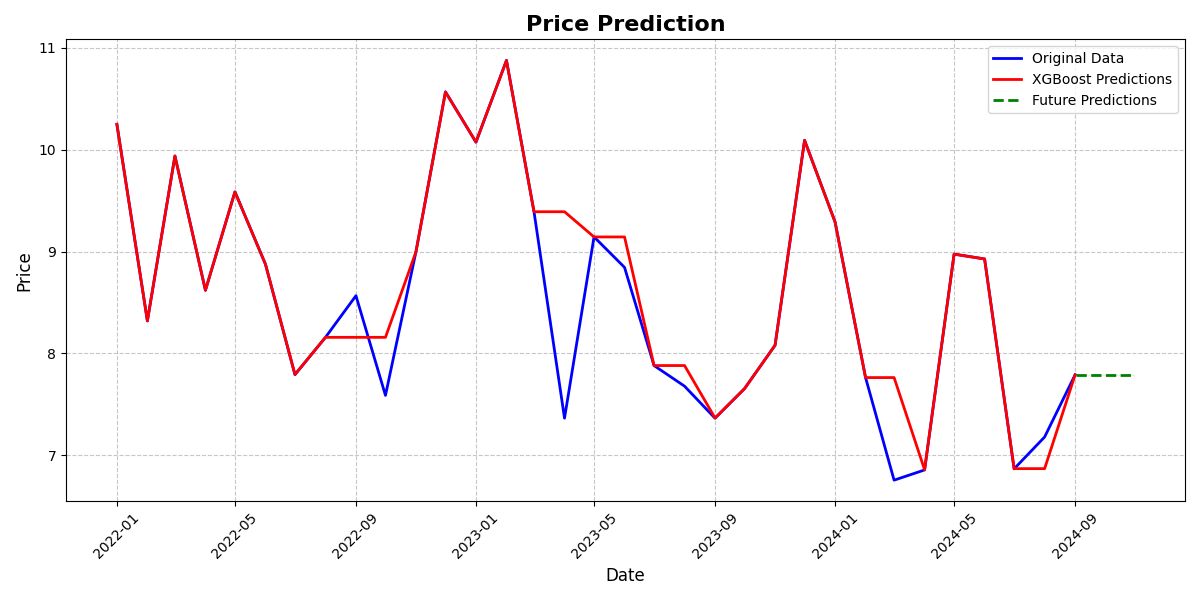 Price Prediction
Original Data
XGBoost Predictions
Future Predictions
Price
11
10
9
8
7
2022-01
2022-05
2022-09
2023-01
2023-05
2023-09
2024-01
2024-05
2024-09
Date